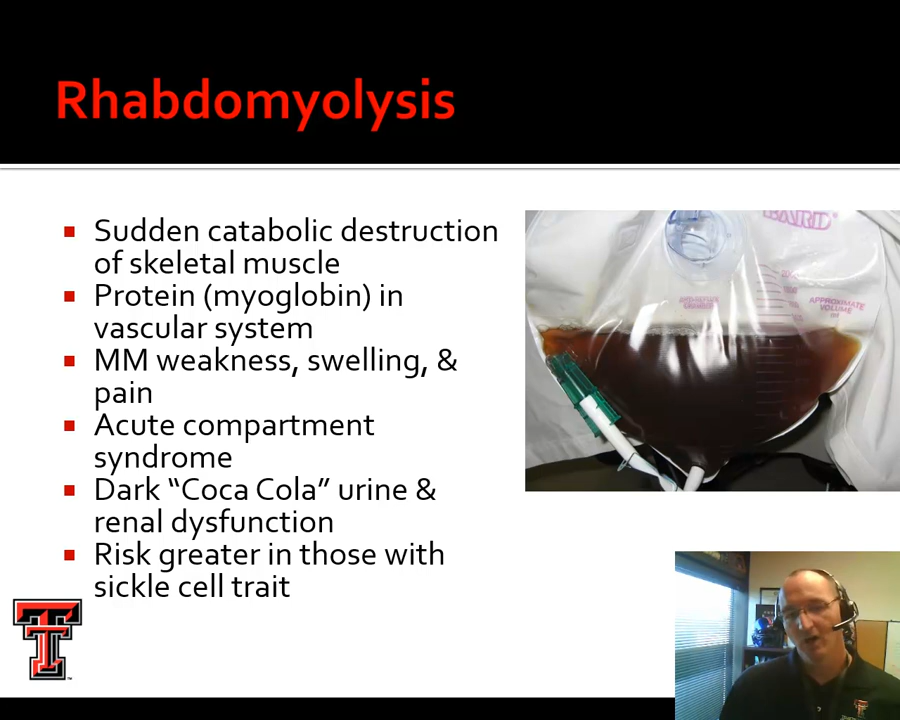 Rhabdomyolysis
Sudden catabolic destruction
of skeletal muscle
Protein (myoglobin) in
vascular system
MM weakness, swelling, &
pain
Acute compartment
syndrome
Dark “Coca Cola” urine &
renal dysfunction
Risk greater in those with
sickle cell trait
BARD
APPROXIMATE
VOLUME